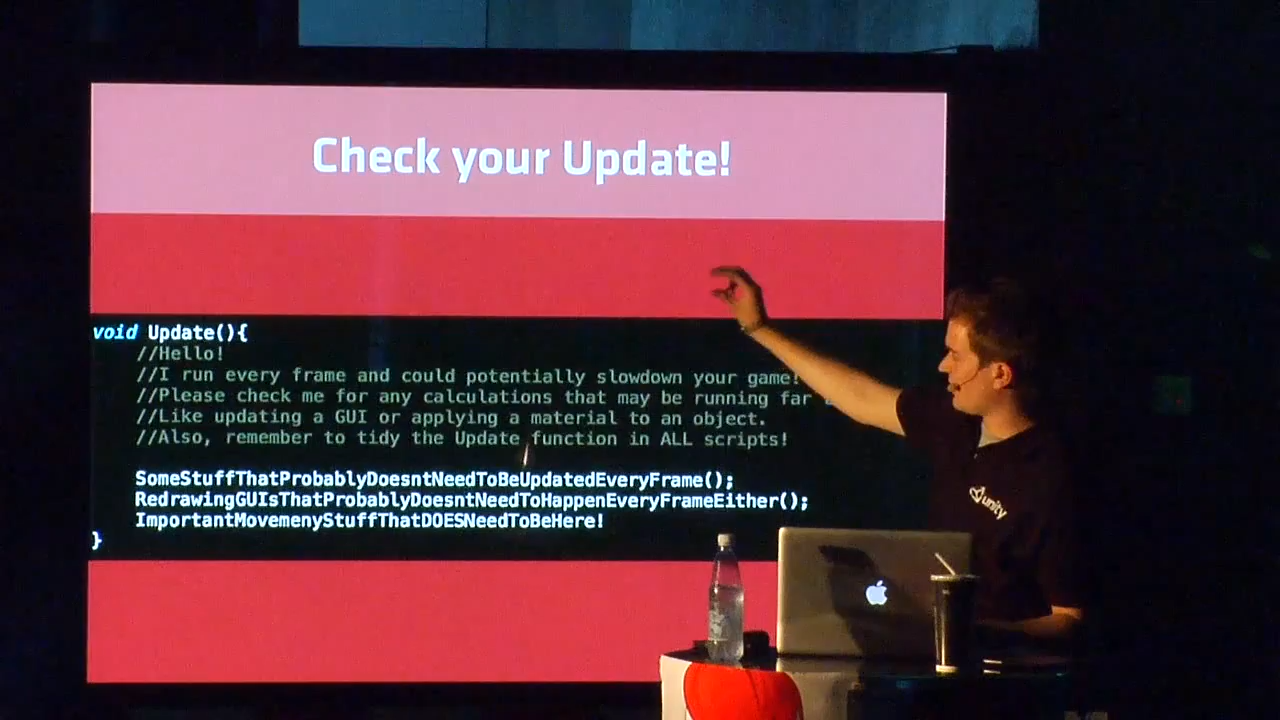 Check your Update!
void Update(){
//Hello!
//I run every frame and could potentially slowdown your game!
//Please check me for any calculations that may be running far
//Like updating a GUI or applying a material to an object.
//Also, remember to tidy the Update function in ALL scripts!
SomeStuffThatProbablyDoesntNeedToBeUpdatedEveryFrame();
RedrawingGUIsThatProbablyDoesntNeedToHappenEveryFrameEither();
ImportantMovemenyStuffThatDOESNeedToBeHere!
}
unity